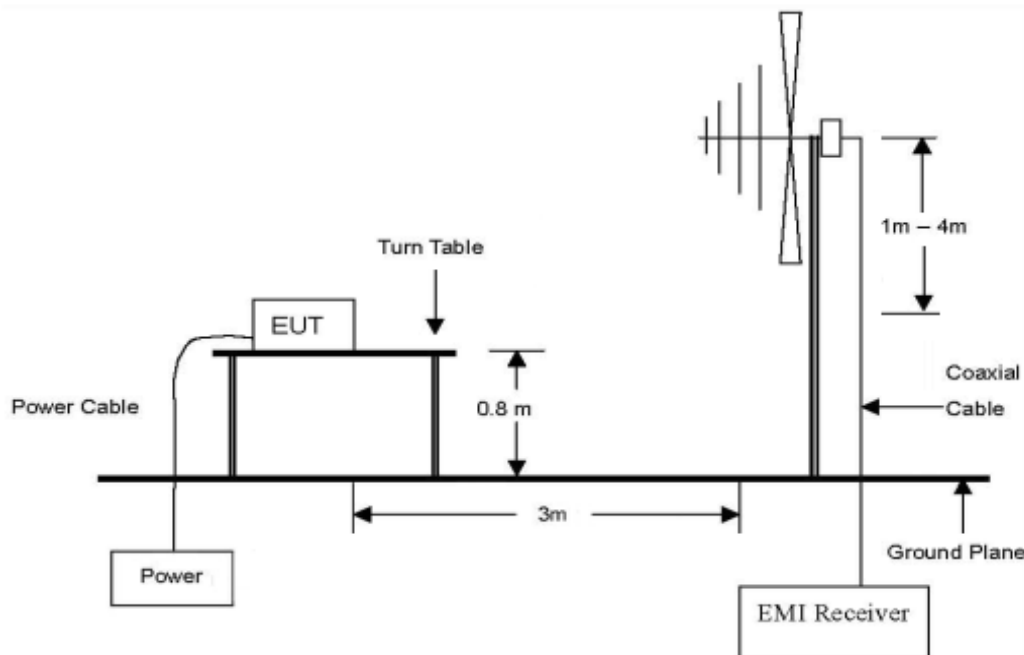 1m – 4m
Turn Table
EUT
Coaxial
Cable
Power Cable
0.8 m
3m
Ground Plane
Power
EMI Receiver